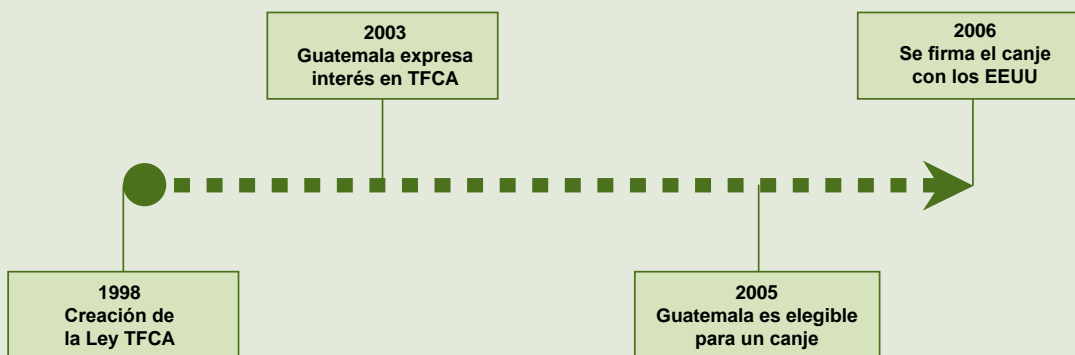 2003
Guatemala expresa
interés en TFCA
2006
Se firma el canje
con los EEUU
1998
Creación de
la Ley TFCA
2005
Guatemala es elegible
para un canje